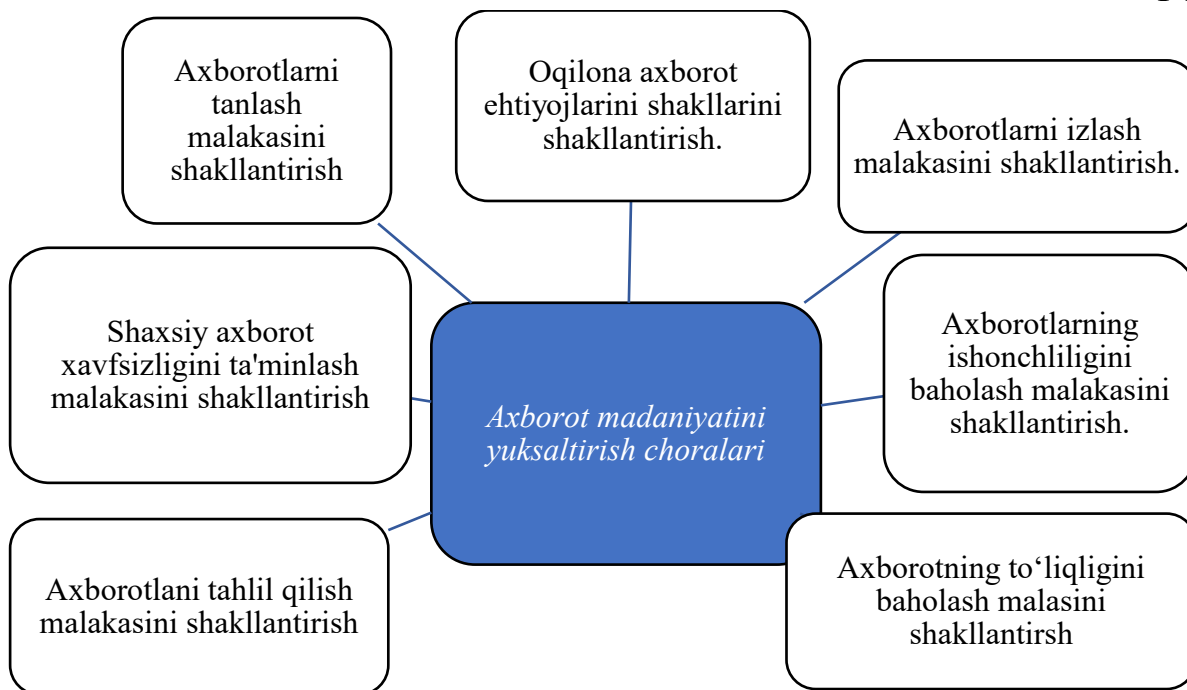 Axborotlarni
tanlash
malakasini
shakllantirish
Oqilona axborot
ehtiyojlarini shakllarini
shakllantirish.
Axborotlarni izlash
malakasini shakllantirish.
Shaxsiy axborot
xavfsizligini ta'minlash
malakasini shakllantirish
Axborot madaniyatini
yuksaltirish choralari
Axborotlarning
ishonchliligini
baholash malakasini
shakllantirish.
Axborotlani tahlil qilish
malakasini shakllantirish
Axborotning to‘liqligini
baholash malasini
shakllantirsh